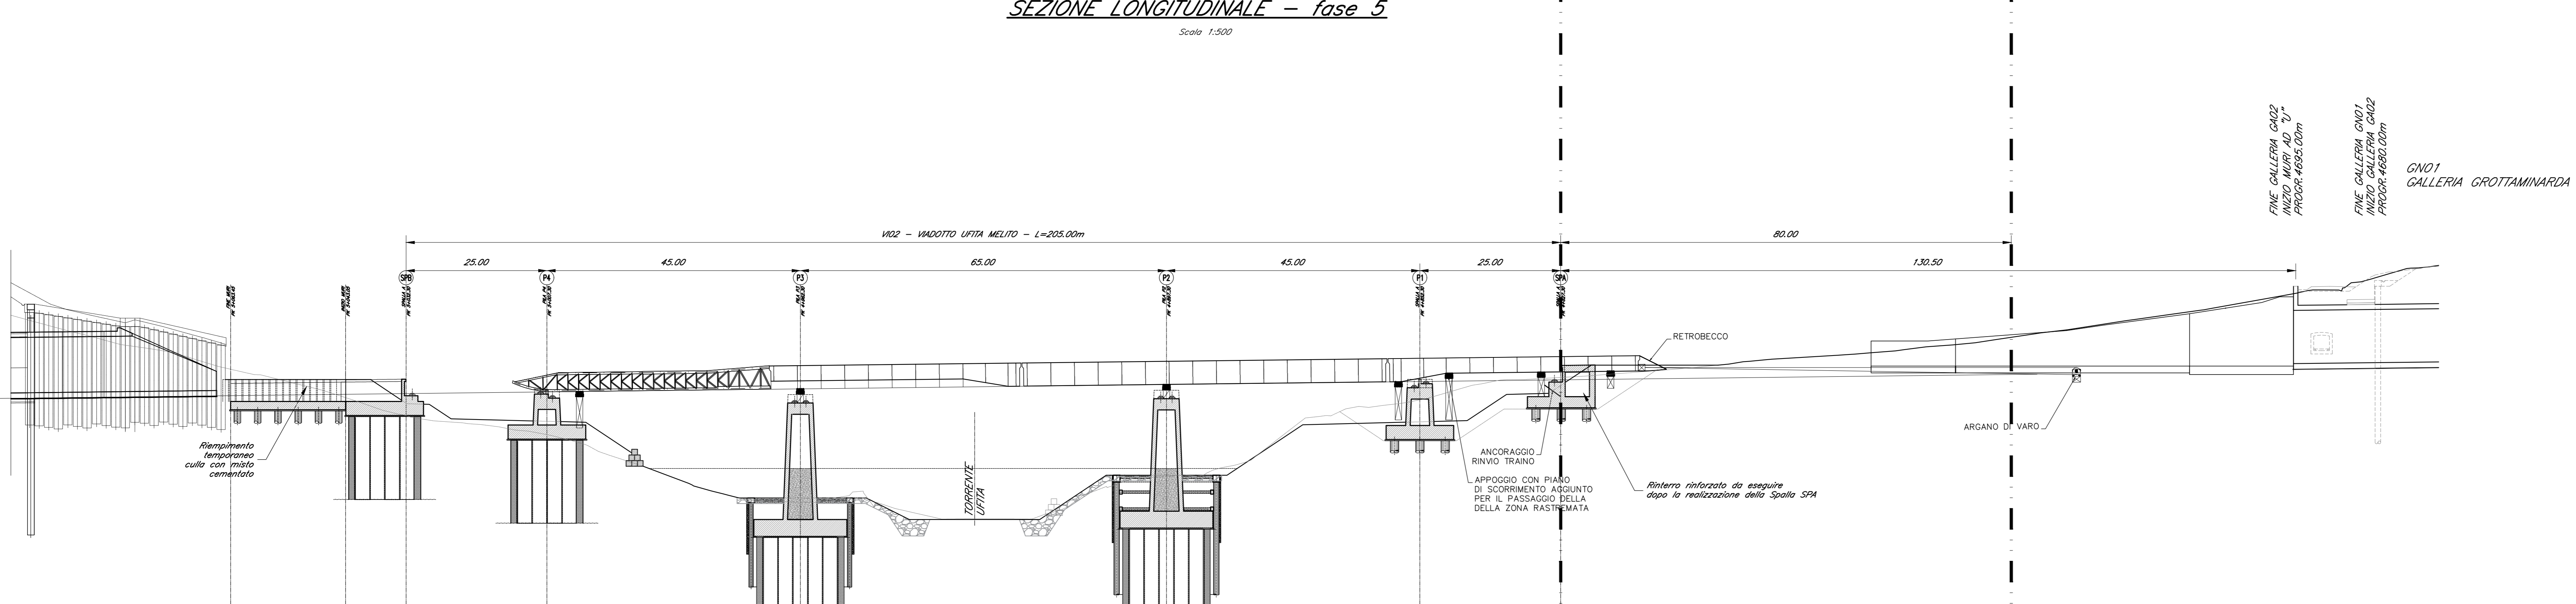 SEZIONE LONGITUDINALE – fase 5
Scala 1:500
FINE GALLERIA GA02
INIZIO MURI AD "U"
PROGR.4695.00m
FINE GALLERIA GN01
INIZIO GALLERIA GA02
PROGR.4680.00m
GN01
GALLERIA GROTTAMINARDA
VI02 – VIADOTTO UFITA MELITO – L=205.00m
80.00
25.00
45.00
65.00
45.00
25.00
130.50
SPB
P4
P3
P2
P1
SPA
RETROBECCO
ARGANO DI VARO
Riempimento
temporaneo
culla con misto
cementato
TORRENTE
UFITA
ANCORAGGIO
RINVIO TRAINO
APPOGGIO CON PIANO
DI SCORRIMENTO AGGIUNTO
PER IL PASSAGGIO DELLA
DELLA ZONA RASTREMATA
Rinterro rinforzato da eseguire
dopo la realizzazione della Spalla SPA